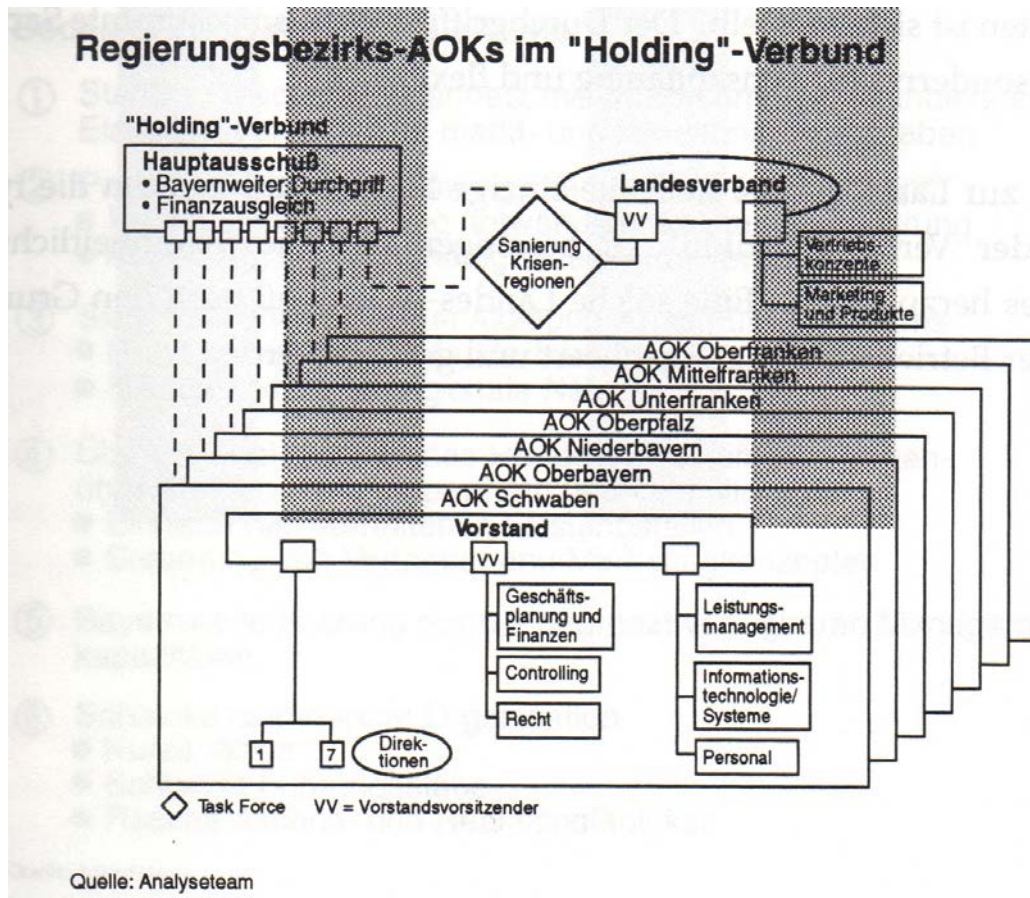 Regierungsbezirks-AOKs im "Holding"-Verbund
"Holding"-Verbund
Hauptausschuß
• Bayernweiter Durchgriff
• Finanzausgleich
Landesverband
VV
Sanierung
Krisen-
regionen
Vertriebs-
konzepte
Marketing
und Produkte
AOK Oberfranken
AOK Mittelfranken
AOK Unterfranken
AOK Oberpfalz
AOK Niederbayern
AOK Oberbayern
AOK Schwaben
Vorstand
VV
Geschäfts-
planung und
Finanzen
Controlling
Recht
Leistungs-
management
Informations-
technologie/
Systeme
Personal
1
7
Direk-
tionen
Task Force
VV = Vorstandsvorsitzender
Quelle: Analyseteam